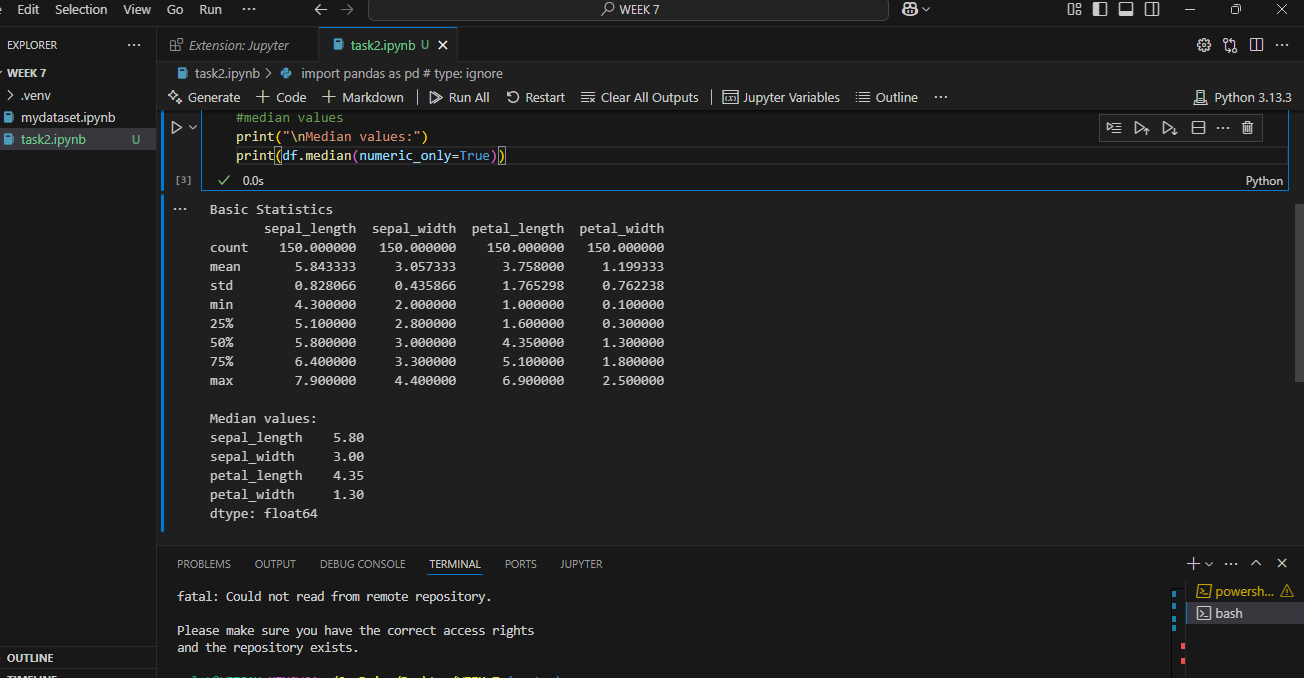 Edit Selection View Go Run ··· WEEK 7
EXPLORER ···
WEEK 7
.venv
mydataset.ipynb
task2.ipynb U
OUTLINE
Extension: Jupyter task2.ipynb U
task2.ipynb > import pandas as pd # type: ignore
Generate + Code + Markdown Run All Restart Clear All Outputs Jupyter Variables Outline ··· Python 3.13.3
#median values
print("\nMedian values:")
print(df.median(numeric_only=True))
[3] 0.0s Python
Basic Statistics
sepal_length sepal_width petal_length petal_width
count 150.000000 150.000000 150.000000 150.000000
mean 5.843333 3.057333 3.758000 1.199333
std 0.828066 0.435866 1.765298 0.762238
min 4.300000 2.000000 1.000000 0.100000
25% 5.100000 2.800000 1.600000 0.300000
50% 5.800000 3.000000 4.350000 1.300000
75% 6.400000 3.300000 5.100000 1.800000
max 7.900000 4.400000 6.900000 2.500000
Median values:
sepal_length 5.80
sepal_width 3.00
petal_length 4.35
petal_width 1.30
dtype: float64
PROBLEMS OUTPUT DEBUG CONSOLE TERMINAL PORTS JUPYTER
fatal: Could not read from remote repository.
Please make sure you have the correct access rights
and the repository exists.
powersh...
bash